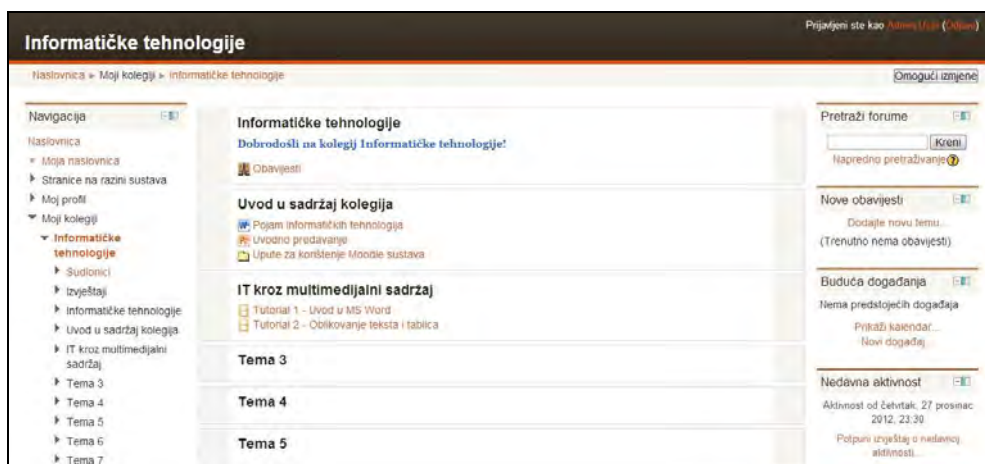 Informatičke tehnologije
Prijavljeni ste kao Admin User (Odjava)
Naslovnica ► Moji kolegiji ► Informatičke tehnologije
Omogući izmjene
Navigacija
Naslovnica
Moja naslovnica
Stranice na razini sustava
Moj profil
Moji kolegiji
Informatičke
tehnologije
Sudionici
Izvještaji
Informatičke tehnologije
Uvod u sadržaj kolegija
IT kroz multimedijalni
sadržaj
Tema 3
Tema 4
Tema 5
Tema 6
Tema 7
Informatičke tehnologije
Dobrodošli na kolegij Informatičke tehnologije!
Obavijesti
Uvod u sadržaj kolegija
Pojam informatičkih tehnologija
Uvodno predavanje
Upute za korištenje Moodle sustava
IT kroz multimedijalni sadržaj
Tutorial 1 - Uvod u MS Word
Tutorial 2 - Oblikovanje teksta i tablica
Tema 3
Tema 4
Tema 5
Pretraži forume
Kreni
Napredno pretraživanje
Nove obavijesti
Dodajte novu temu...
(Trenutno nema obavijesti)
Buduća događanja
Nema predstojećih događaja
Prikaži kalendar...
Novi događaj...
Nedavna aktivnost
Aktivnost od četvrtak, 27 prosinac
2012, 23:30
Potpuni izvještaj o nedavnoj
aktivnosti...